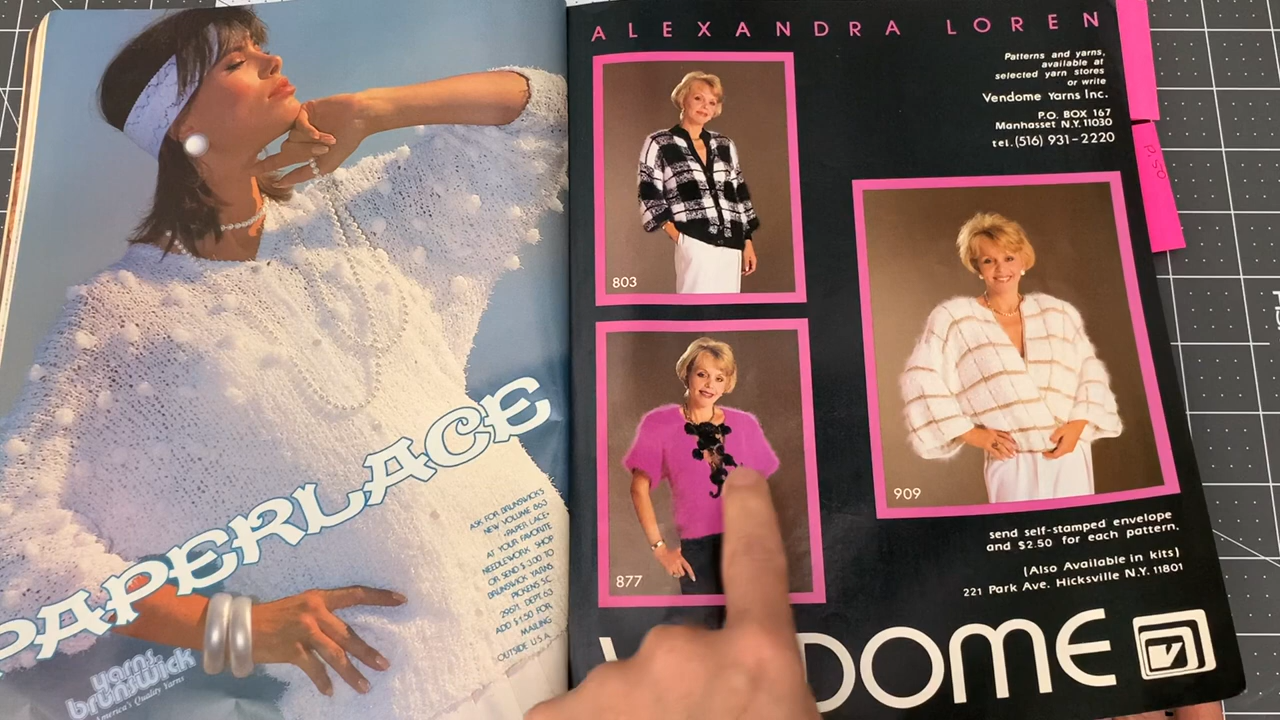 PAPERLACE
ASK FOR BRUNSWICK'S
NEW VOLUME 863
"PAPER LACE"
AT YOUR FAVORITE
NEEDLEWORK SHOP
OR SEND $3.00 TO
BRUNSWICK YARNS
PICKENS S.C.
29671. DEPT. 63
ADD $1.50 FOR
MAILING
OUTSIDE U.S.A.
yarns
brunswick
America's Quality Yarns
ALEXANDRA LOREN
Patterns and yarns,
available at
selected yarn stores
or write
Vendome Yarns Inc.
P.O. BOX 167
Manhasset N.Y. 11030
tel. (516) 931-2220
803
877
909
send self-stamped envelope
and $2.50 for each pattern.
(Also Available in kits)
221 Park Ave. Hicksville N.Y. 11801
DOME